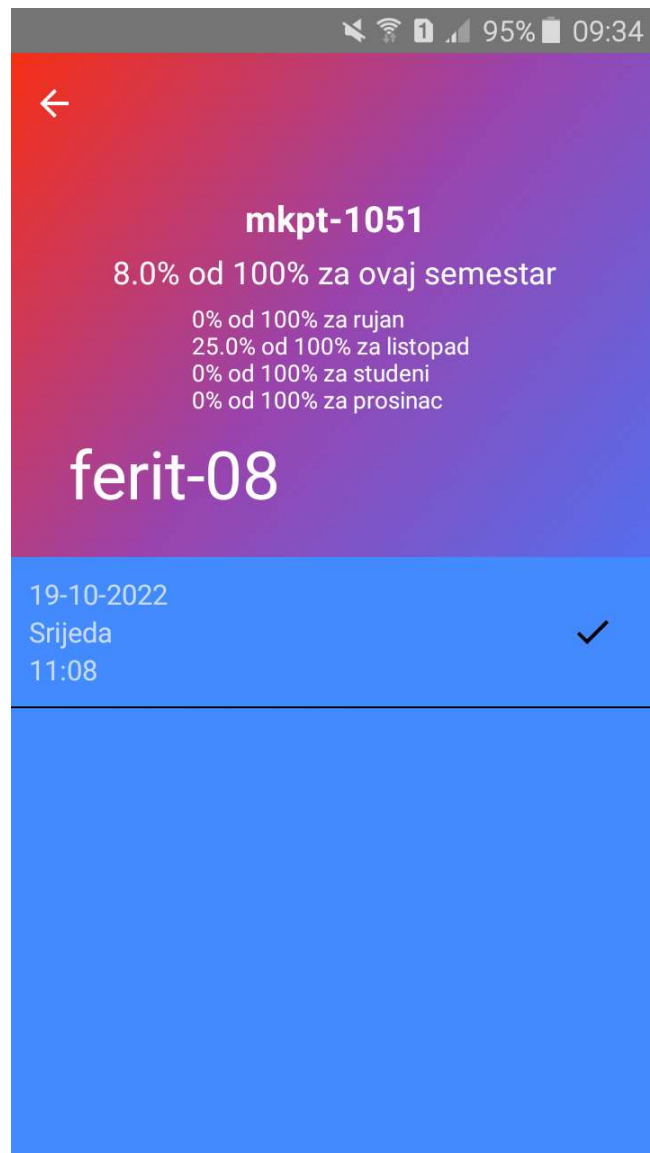 95% 09:34
mkpt-1051
8.0% od 100% za ovaj semestar
0% od 100% za rujan
25.0% od 100% za listopad
0% od 100% za studeni
0% od 100% za prosinac
ferit-08
19-10-2022
Srijeda
11:08